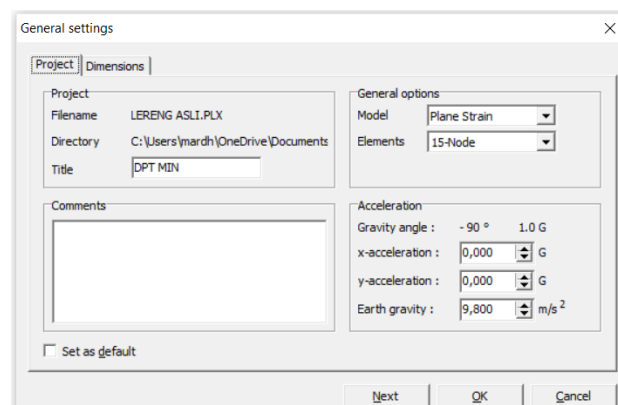 General settings
Project
Dimensions
Project
Filename LERENG ASLI.PLX
Directory C:\Users\mardh\OneDrive\Documents
Title DPT MIN
General options
Model Plane Strain
Elements 15-Node
Comments
Acceleration
Gravity angle : - 90 ° 1.0 G
x-acceleration : 0,000 G
y-acceleration : 0,000 G
Earth gravity : 9,800 m/s 2
Set as default
Next OK Cancel